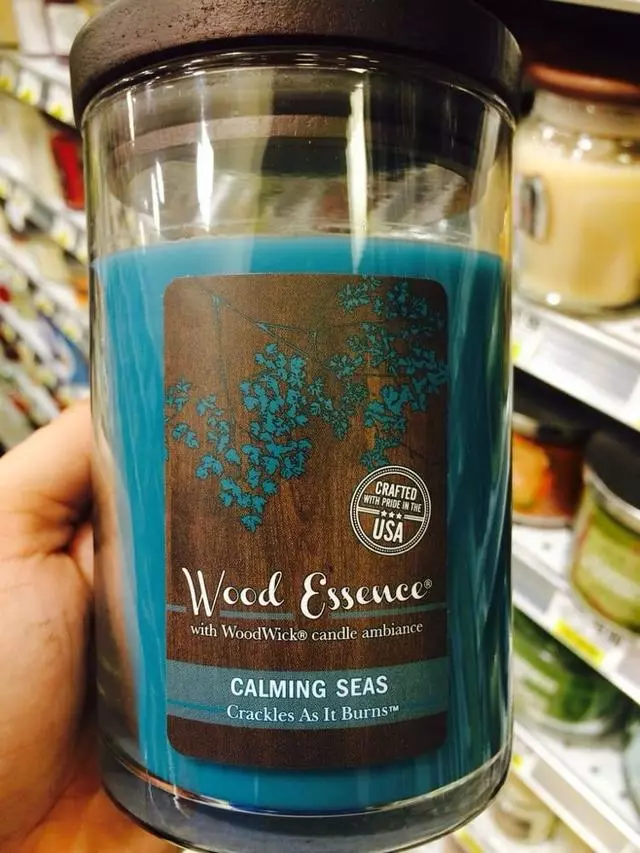 CRAFTED
WITH PRIDE IN THE
USA
Wood Essence®
with WoodWick® candle ambiance
CALMING SEAS
Crackles As It Burns™